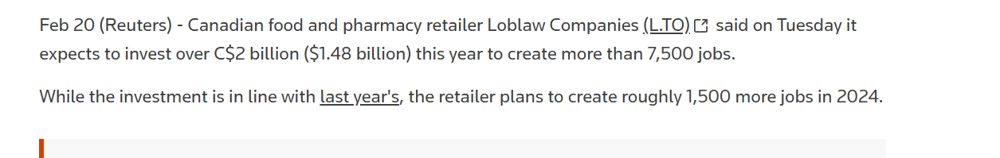 Feb 20 (Reuters) - Canadian food and pharmacy retailer Loblaw Companies (L.TO) said on Tuesday it
expects to invest over C$2 billion ($1.48 billion) this year to create more than 7,500 jobs.
While the investment is in line with last year's, the retailer plans to create roughly 1,500 more jobs in 2024.